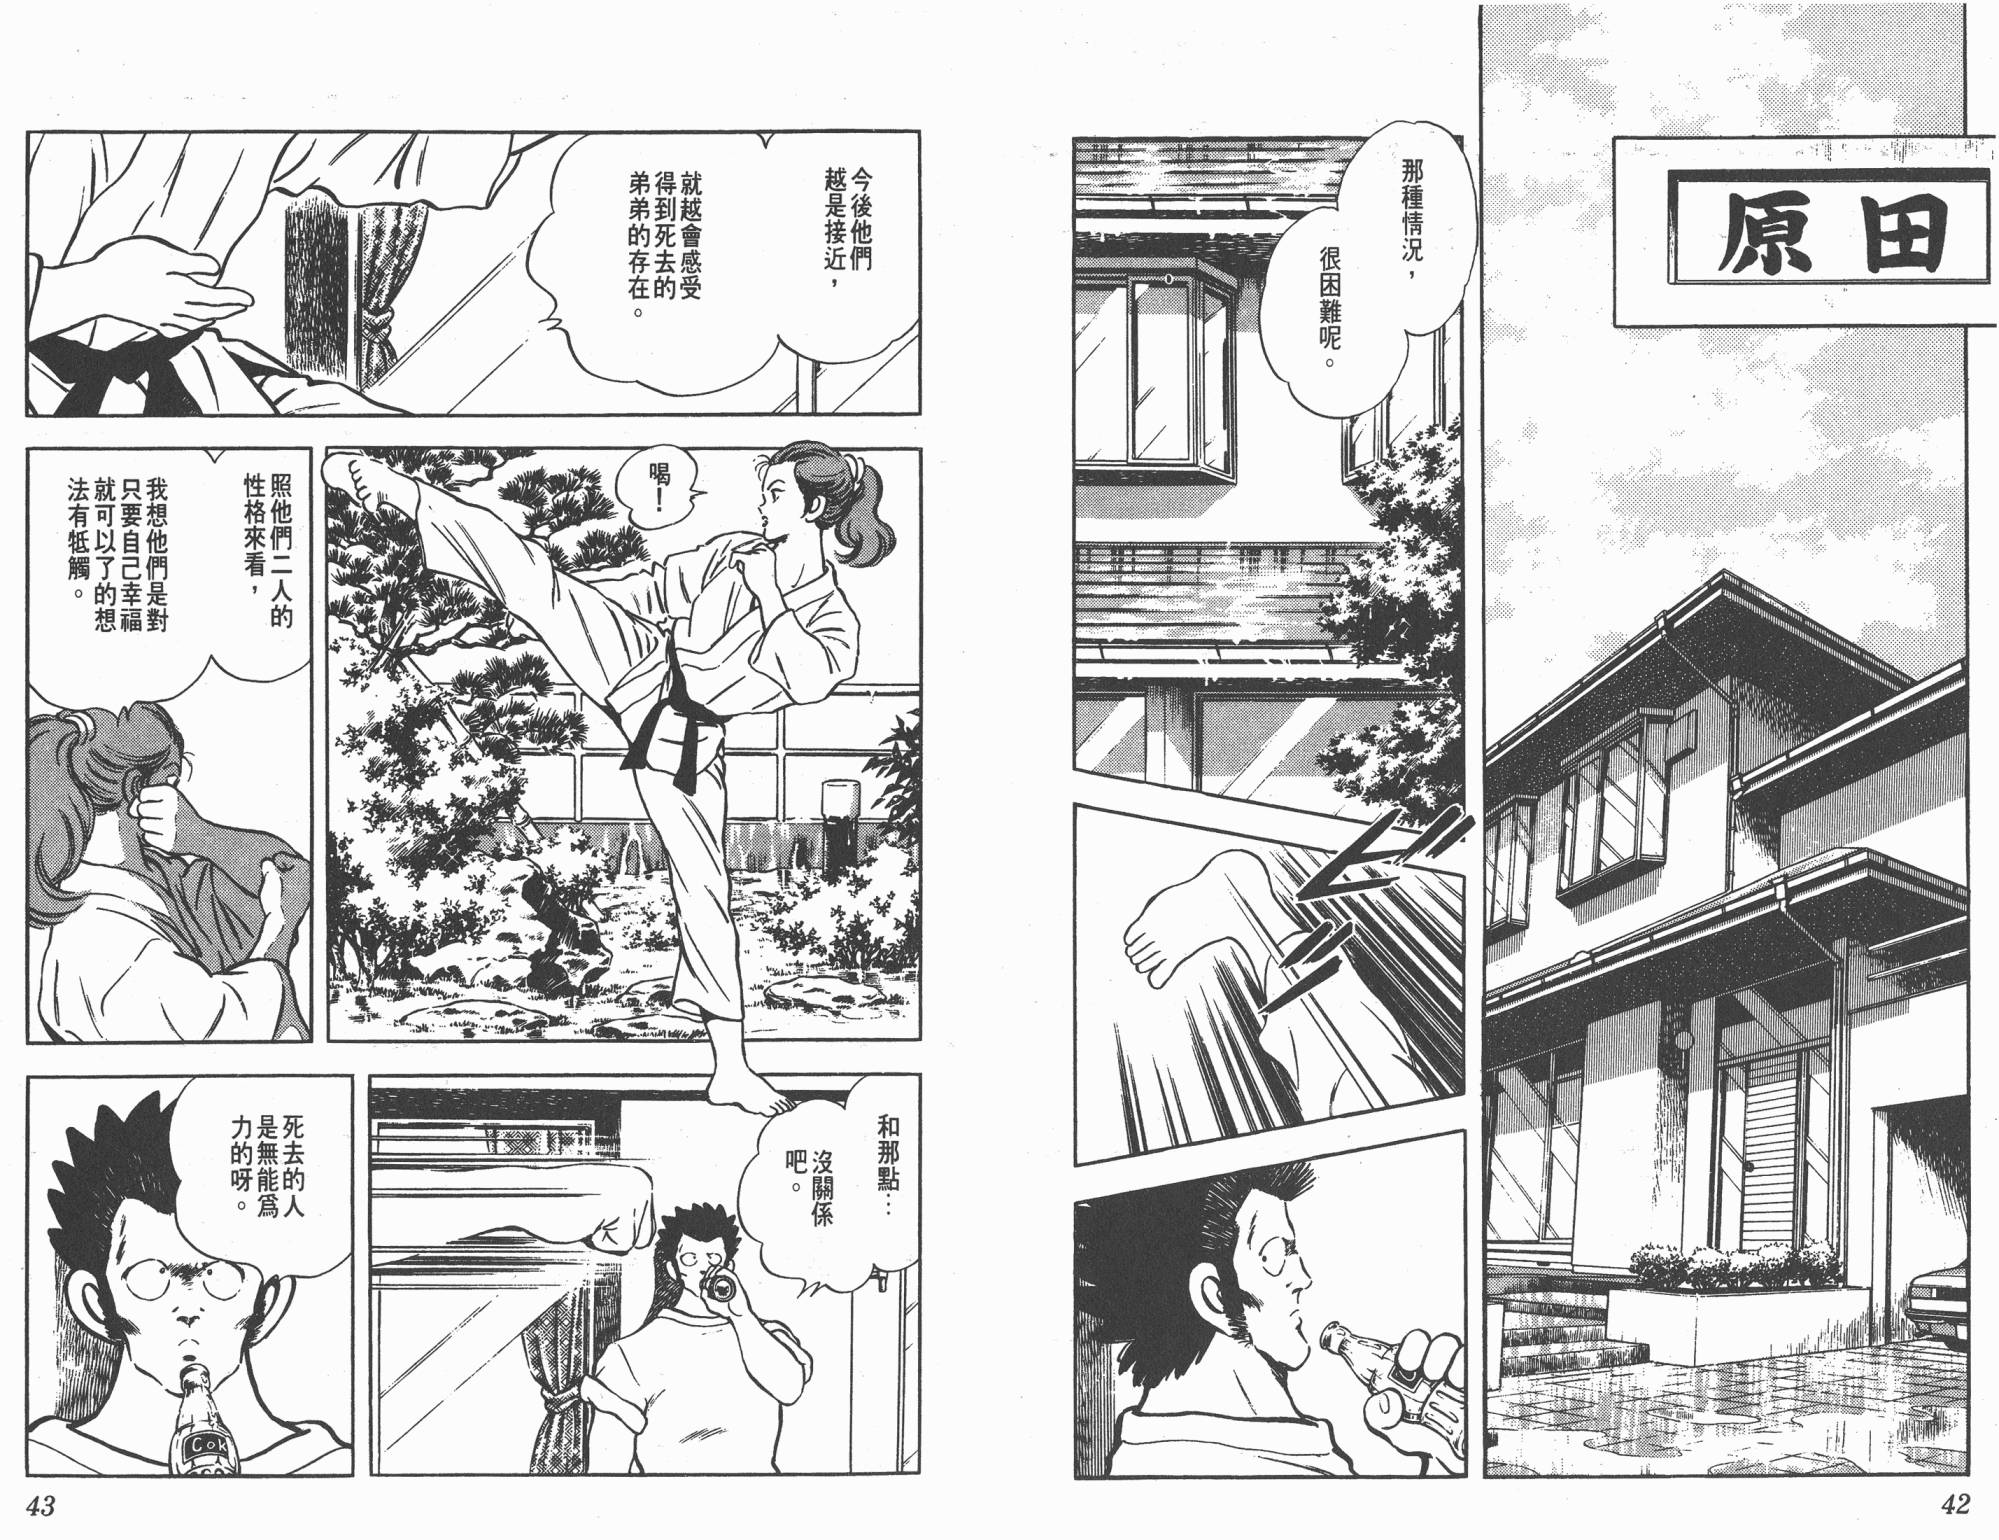 原田
那種情況，
很困難呢。
今後他們
越是接近，
就越會感受
得到死去的
弟弟的存在。
喝！
照他們二人的
性格來看，
我想他們是對
只要自己幸福
就可以了的想
法有牴觸。
和那點…
沒關係
吧。
死去的人
是無能爲
力的呀。
COK
42
43